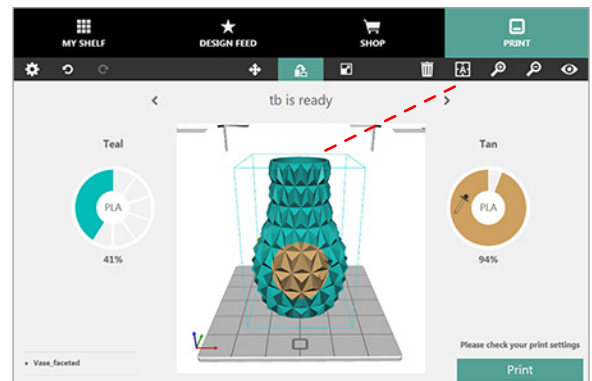 MY SHELF
DESIGN FEED
SHOP
PRINT
A
tb is ready
Teal
PLA
41%
Tan
PLA
94%
Please check your print settings
• Vase_faceted
Print